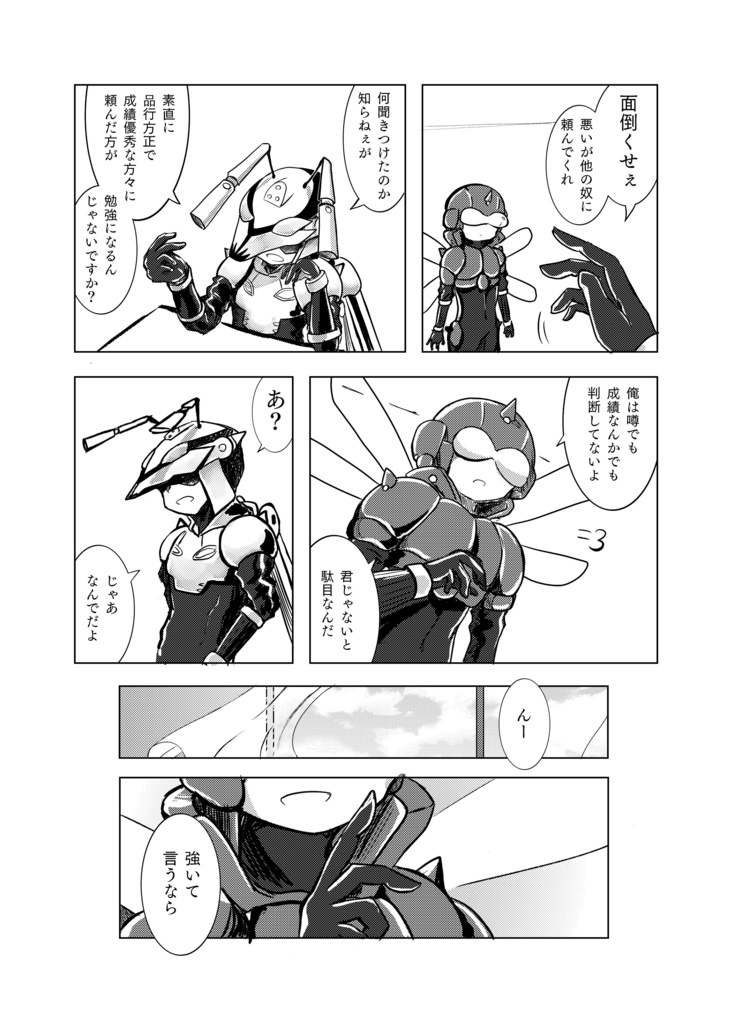 面倒くせぇ
悪いが他の奴に
頼んでくれ
何聞きつけたのか
知らねぇが
素直に
品行方正で
成績優秀な方々に
頼んだ方が
勉強になるん
じゃないですか？
俺は噂でも
成績なんかでも
判断してないよ
君じゃないと
駄目なんだ
あ？
じゃあ
なんでだよ
んー
強いて
言うなら